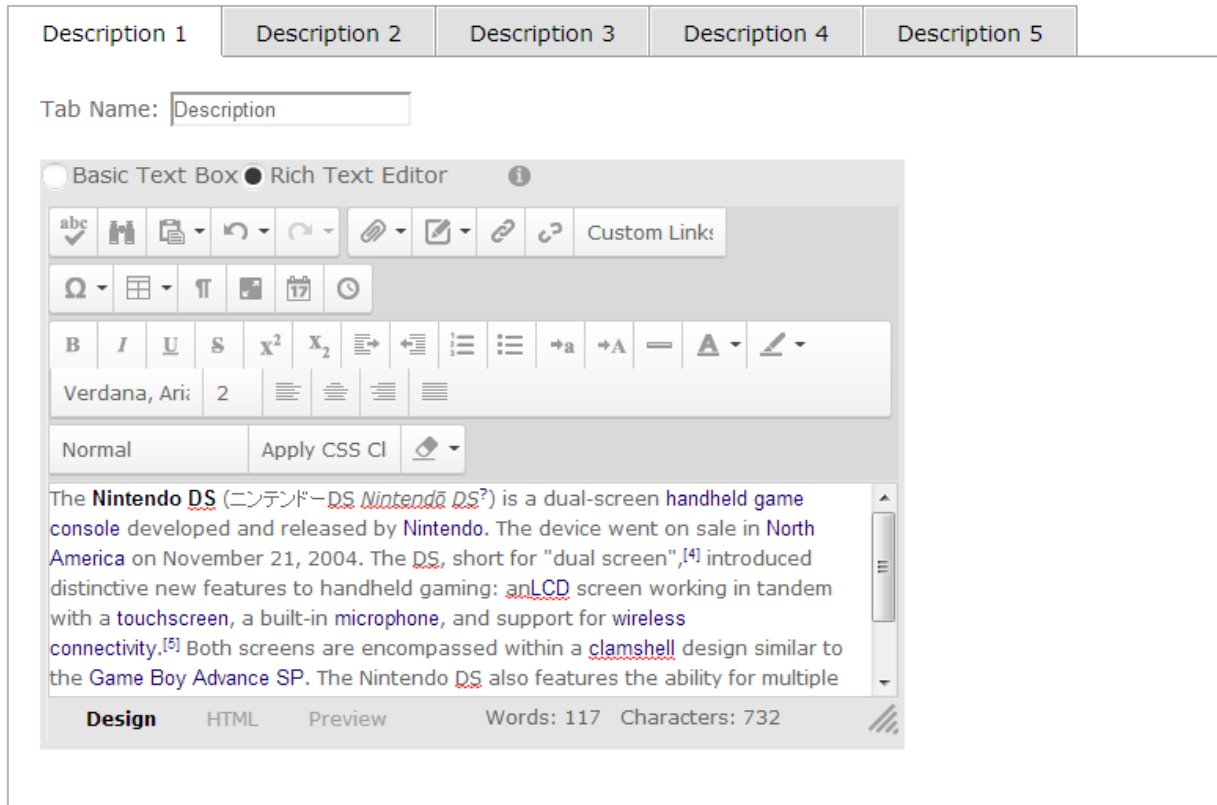 Description 1 Description 2 Description 3 Description 4 Description 5
Tab Name: Description
Basic Text Box Rich Text Editor
abc Custom Links
Ω ¶ 17
B I U S x² x₂ a A A
Verdana, Aria 2
Normal Apply CSS Cl
The Nintendo DS (ニンテンドーDS Nintendō DS?) is a dual-screen handheld game
console developed and released by Nintendo. The device went on sale in North
America on November 21, 2004. The DS, short for "dual screen",[4] introduced
distinctive new features to handheld gaming: anLCD screen working in tandem
with a touchscreen, a built-in microphone, and support for wireless
connectivity.[5] Both screens are encompassed within a clamshell design similar to
the Game Boy Advance SP. The Nintendo DS also features the ability for multiple
Design HTML Preview Words: 117 Characters: 732